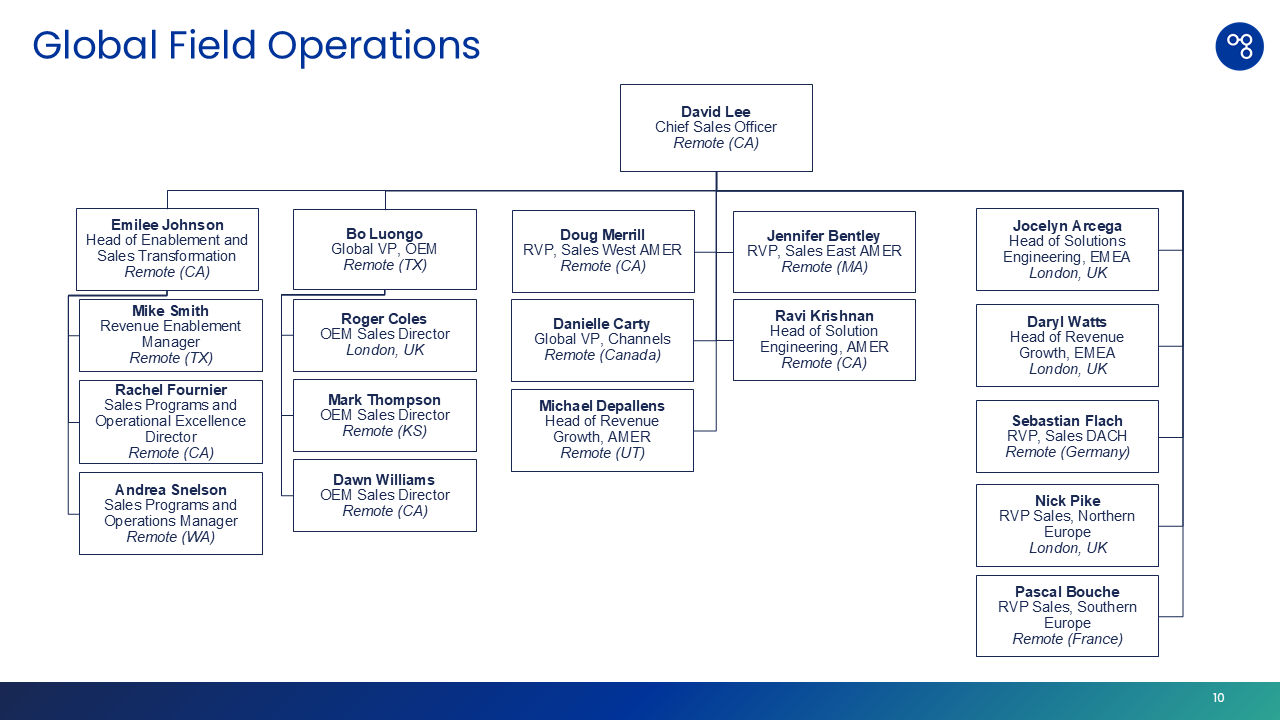 Global Field Operations
David Lee
Chief Sales Officer
Remote (CA)
Emilee Johnson
Head of Enablement and
Sales Transformation
Remote (CA)
Mike Smith
Revenue Enablement
Manager
Remote (TX)
Rachel Fournier
Sales Programs and
Operational Excellence
Director
Remote (CA)
Andrea Snelson
Sales Programs and
Operations Manager
Remote (WA)
Bo Luongo
Global VP, OEM
Remote (TX)
Roger Coles
OEM Sales Director
London, UK
Mark Thompson
OEM Sales Director
Remote (KS)
Dawn Williams
OEM Sales Director
Remote (CA)
Doug Merrill
RVP, Sales West AMER
Remote (CA)
Danielle Carty
Global VP, Channels
Remote (Canada)
Michael Depallens
Head of Revenue
Growth, AMER
Remote (UT)
Jennifer Bentley
RVP, Sales East AMER
Remote (MA)
Ravi Krishnan
Head of Solution
Engineering, AMER
Remote (CA)
Jocelyn Arcega
Head of Solutions
Engineering, EMEA
London, UK
Daryl Watts
Head of Revenue
Growth, EMEA
London, UK
Sebastian Flach
RVP, Sales DACH
Remote (Germany)
Nick Pike
RVP Sales, Northern
Europe
London, UK
Pascal Bouche
RVP Sales, Southern
Europe
Remote (France)
10